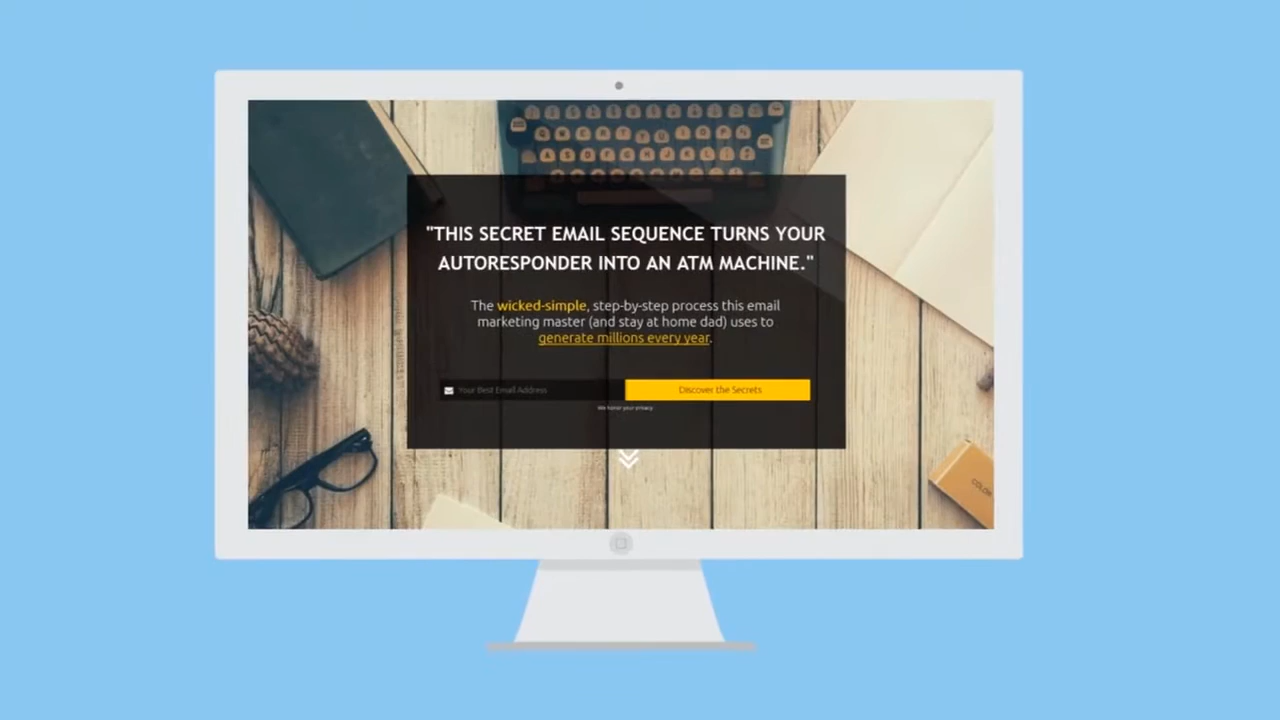 "THIS SECRET EMAIL SEQUENCE TURNS YOUR
AUTORESPONDER INTO AN ATM MACHINE."
The wicked-simple, step-by-step process this email
marketing master (and stay at home dad) uses to
generate millions every year.
Your Best Email Address
Discover the Secrets
We honor your privacy
COLOR